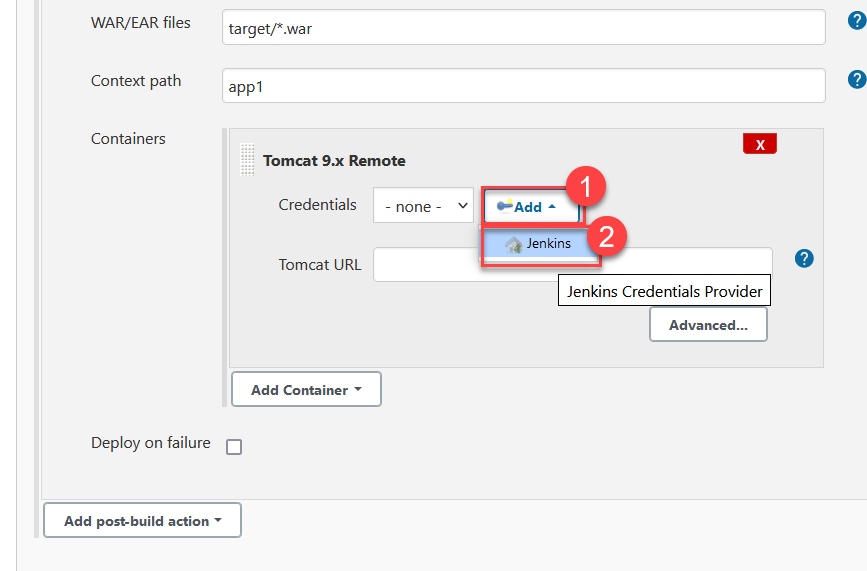 WAR/EAR files
target/*.war
?
Context path
app1
?
Containers
X
Tomcat 9.x Remote
Credentials
- none -
Add
1
Jenkins
2
Tomcat URL
?
Jenkins Credentials Provider
Advanced...
Add Container
Deploy on failure
Add post-build action